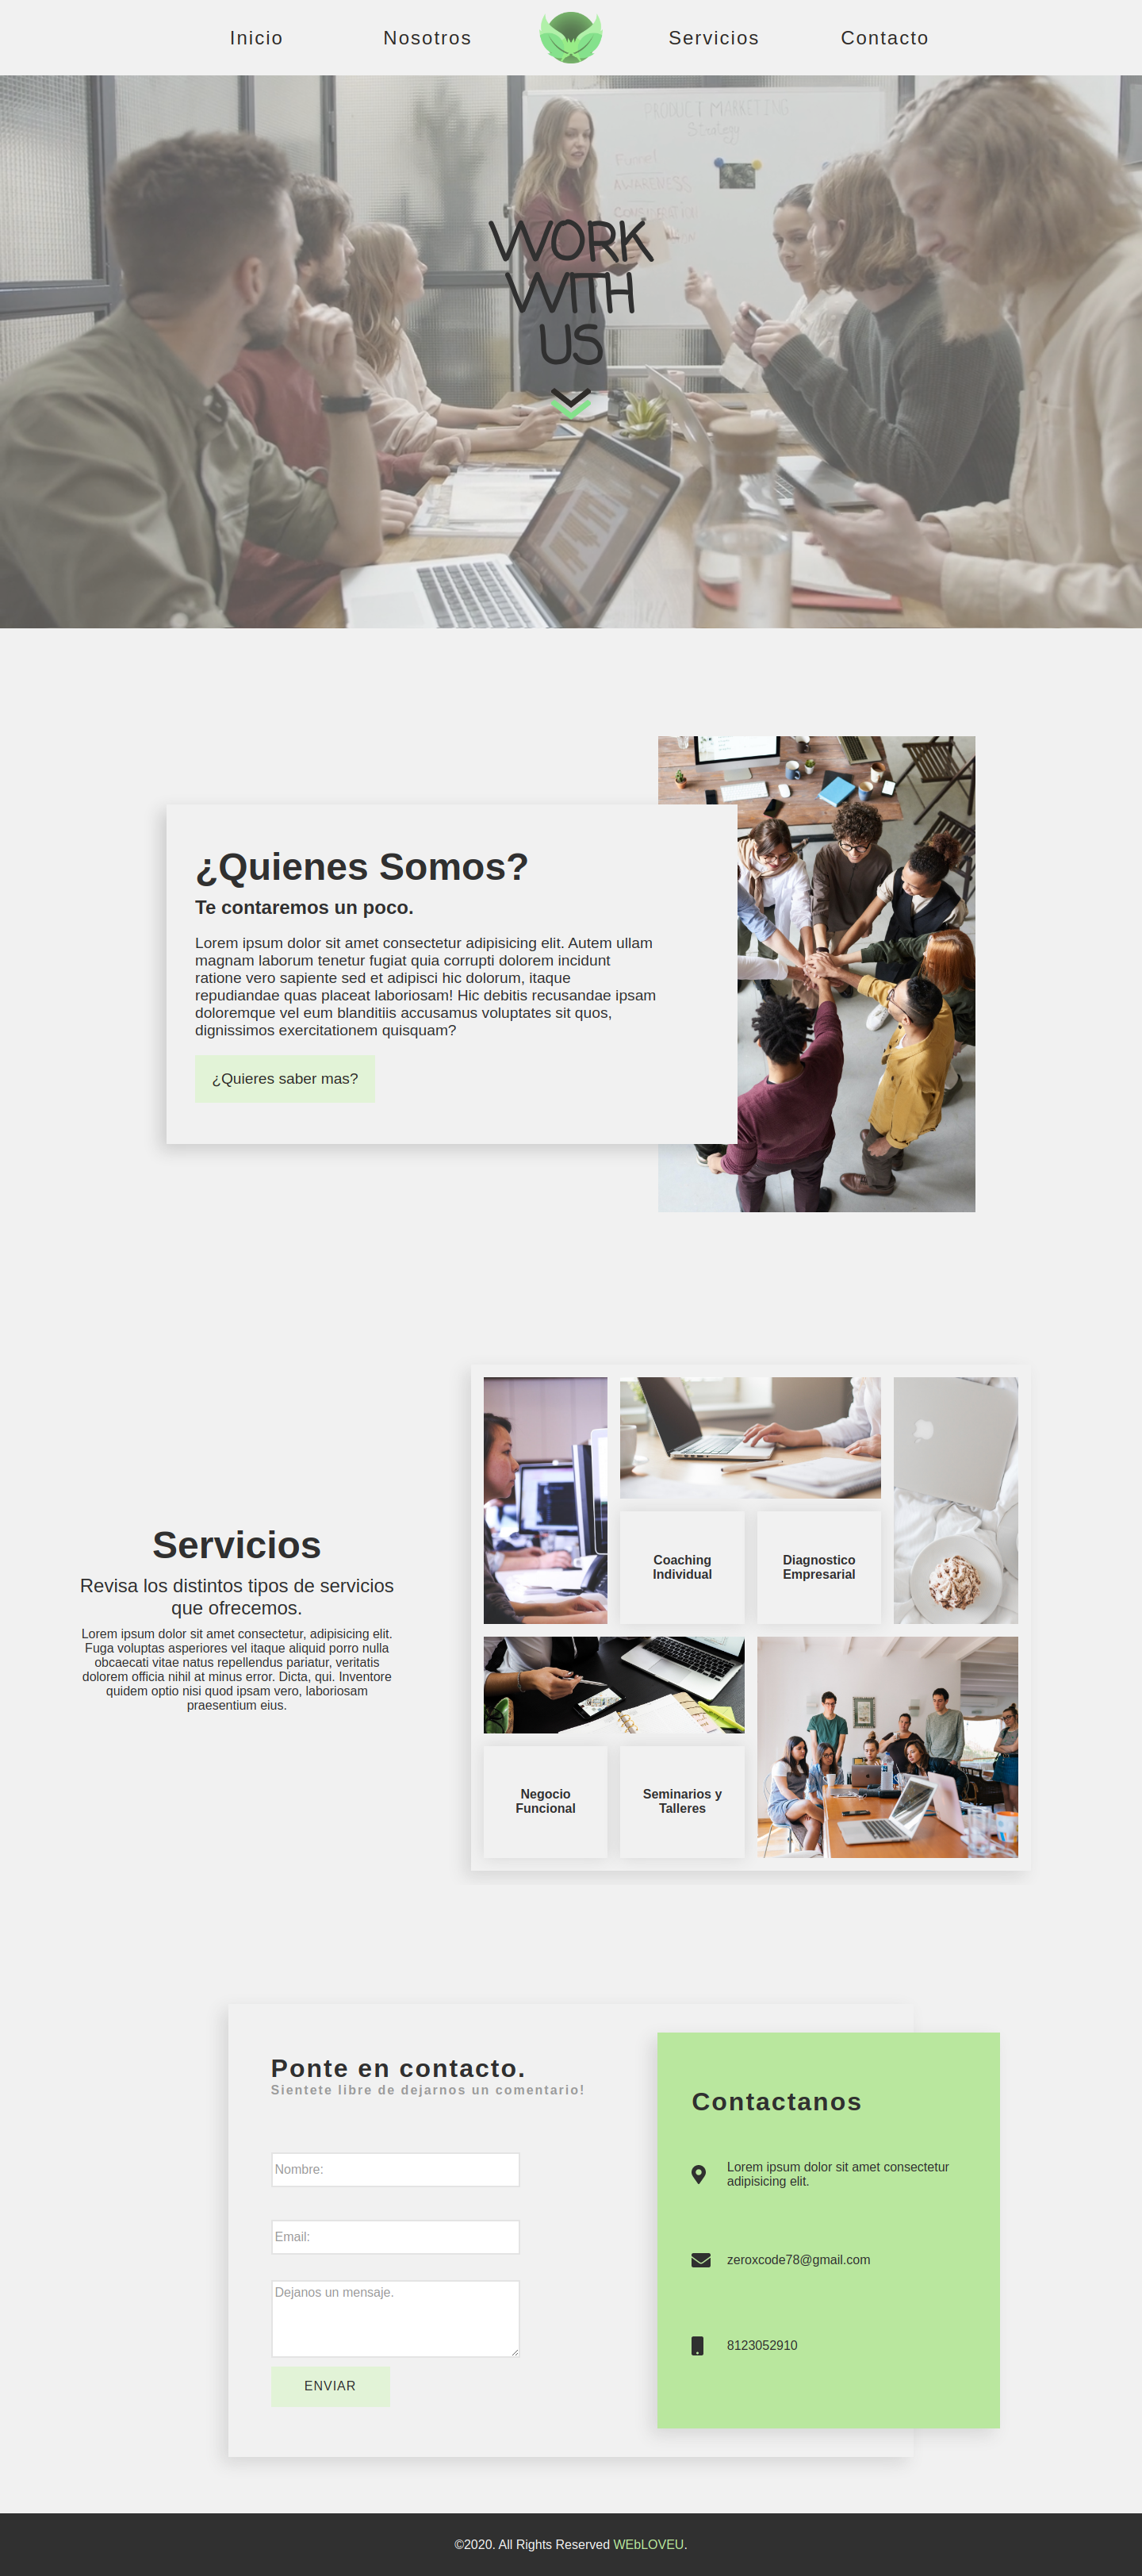 Inicio
Nosotros
Servicios
Contacto
PRODUCT MARKETING
Strategy
Funnel
AWARENESS
WORK
WITH
US
¿Quienes Somos?
Te contaremos un poco.
Lorem ipsum dolor sit amet consectetur adipisicing elit. Autem ullam
magnam laborum tenetur fugiat quia corrupti dolorem incidunt
ratione vero sapiente sed et adipisci hic dolorum, itaque
repudiandae quas placeat laboriosam! Hic debitis recusandae ipsam
doloremque vel eum blanditiis accusamus voluptates sit quos,
dignissimos exercitationem quisquam?
¿Quieres saber mas?
Servicios
Revisa los distintos tipos de servicios
que ofrecemos.
Lorem ipsum dolor sit amet consectetur, adipisicing elit.
Fuga voluptas asperiores vel itaque aliquid porro nulla
obcaecati vitae natus repellendus pariatur, veritatis
dolorem officia nihil at minus error. Dicta, qui. Inventore
quidem optio nisi quod ipsam vero, laboriosam
praesentium eius.
Coaching
Individual
Diagnostico
Empresarial
Negocio
Funcional
Seminarios y
Talleres
Ponte en contacto.
Sientete libre de dejarnos un comentario!
Nombre:
Email:
Dejanos un mensaje.
ENVIAR
Contactanos
Lorem ipsum dolor sit amet consectetur
adipisicing elit.
zeroxcode78@gmail.com
8123052910
©2020. All Rights Reserved WEbLOVEU.